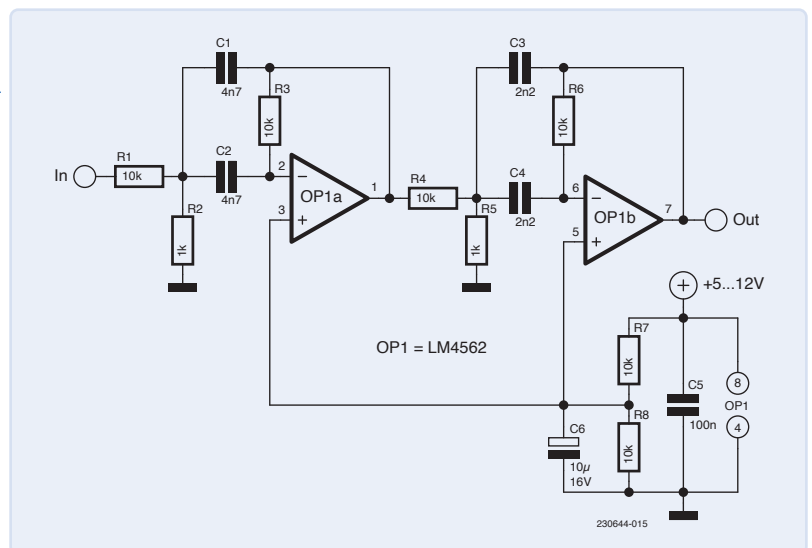 C1
4n7
R3
10k
C2
4n7
In
R1
10k
R2
1k
2
3
−
+
OP1a
1
C3
2n2
R6
10k
C4
2n2
R4
10k
R5
1k
6
5
−
+
OP1b
7
Out
+
+5...12V
OP1 = LM4562
R7
10k
R8
10k
C5
100n
8
OP1
4
C6
10µ
16V
230644-015